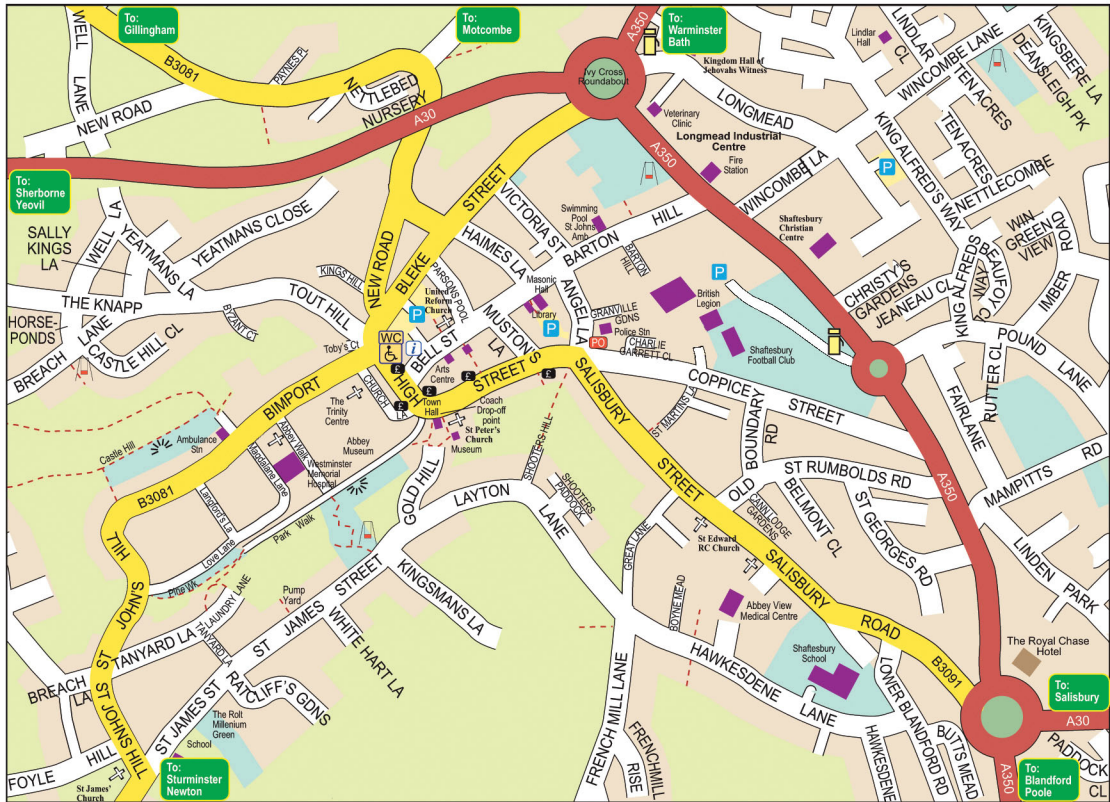 To:
Gillingham
To:
Motcombe
To:
Warminster
Bath
A350
WELL
LANE
B3081
PAYNES PL
NEW ROAD
NETTLEBED
NURSERY
A30
Ivy Cross
Roundabout
Kingdom Hall of
Jehovahs Witness
Lindlar
Hall
LINDLAR
CL
WINCOMBE LANE
KINGSBERE
LA
DEANSLEIGH PK
TEN ACRES
TEN ACRES
NETTLECOMBE
LONGMEAD
KING ALFRED'S WAY
P
Veterinary
Clinic
Longmead Industrial
Centre
Fire
Station
A350
WINCOMBE LA
To:
Sherborne
Yeovil
SALLY
KINGS
LA
WELL LA
YEATMANS LA
YEATMANS CLOSE
NEW ROAD
BLEKE
STREET
VICTORIA ST
HAIMES LA
Swimming
Pool
St Johns
Amb.
BARTON
HILL
BARTON
HILL
Shaftesbury
Christian
Centre
WIN
GREEN
VIEW
BEAUFOY
CL
WAY
KING ALFREDS
IMBER
ROAD
CHRISTY'S
GARDENS
JEANEAU CL
THE KNAPP
HORSE-
PONDS
BREACH
LANE
CASTLE HILL CL
BYZANT CT
TOUT HILL
KINGS HILL
Toby's Ct
United
Reform
Church
PARSONS POOL
P
WC
i
BELL ST
Masonic
Hall
Library
P
MUSTONS
LA
ANGEL LA
GRANVILLE
GDNS
Police Stn
PO
CHARLIE
GARRETT CL
P
British
Legion
Shaftesbury
Football Club
POUND
LANE
RUTTER CL
FAIRLANE
HIGH
STREET
Arts
Centre
£
£
£
£
£
Town
Hall
Coach
Drop-off
point
St Peter's
Church
Museum
CHURCH
LA
BIMPORT
The
Trinity
Centre
Abbey
Museum
Castle Hill
Ambulance
Stn
Abbey Walk
Magdalane Lane
Westminster
Memorial
Hospital
Langford's La
Love Lane
Park Walk
Pine Wk
GOLD HILL
SALISBURY
STREET
COPPICE
STREET
ST MARTINS LA
SHOOTERS HILL
SHOOTERS
PADDOCK
BOUNDARY
RD
OLD
ST RUMBOLDS RD
BELMONT CL
CANN LODGE
GARDENS
ST GEORGES RD
MAMPITTS RD
A350
LINDEN PARK
B3081
HILL
ST JOHN'S
LAYTON
LANE
KINGSMANS LA
GREAT LANE
St Edward
RC Church
SALISBURY
ROAD
B3091
BOYNE MEAD
Abbey View
Medical Centre
Shaftesbury
School
The Royal Chase
Hotel
To:
Salisbury
A30
Pump
Yard
LAUNDRY LANE
TANYARD LA
TANYARD LA
ST JAMES STREET
WHITE HART LA
BREACH
LA
ST JOHNS HILL
ST JAMES ST
RATCLIFF'S GDNS
The Rolt
Millenium
Green
School
FOYLE HILL
St James'
Church
To:
Sturminster
Newton
HAWKESDENE LANE
FRENCH MILL LANE
FRENCHMILL
RISE
HAWKESDENE
LOWER BLANDFORD RD
BUTTS MEAD
PADDOCK
CL
A350
To:
Blandford
Poole